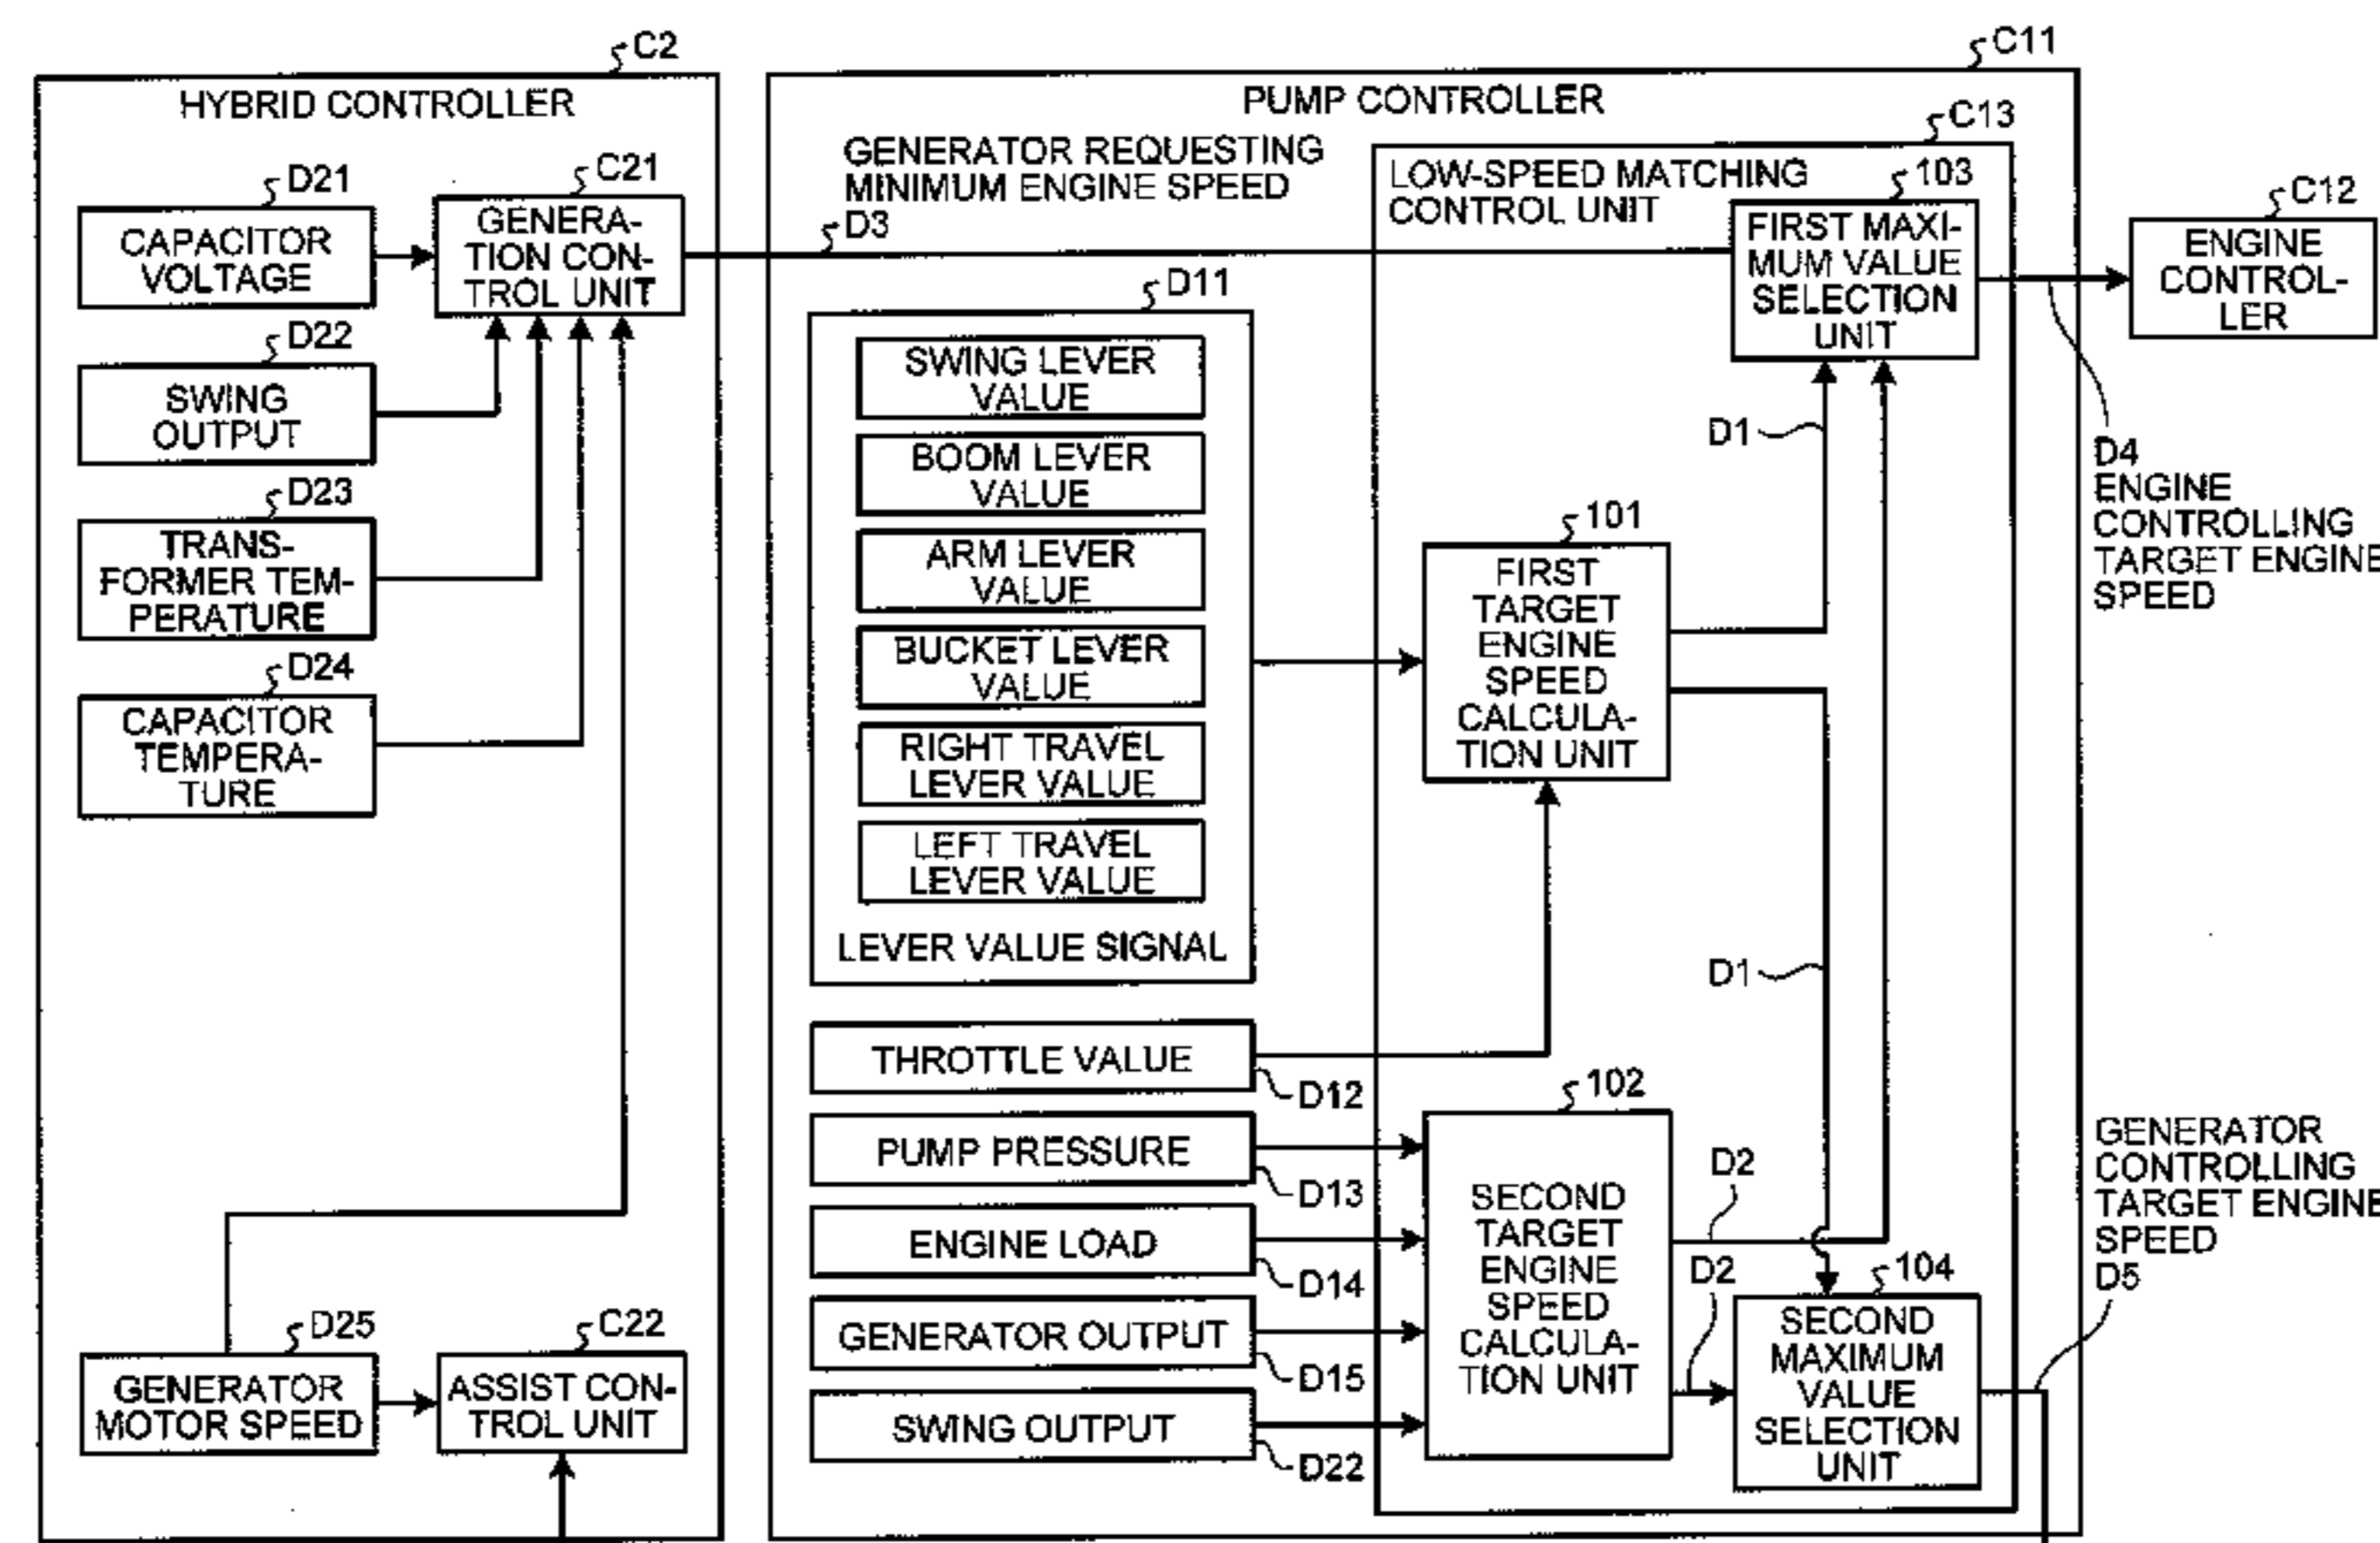 C2
HYBRID CONTROLLER
D21
CAPACITOR
VOLTAGE
C21
GENERA-
TION CON-
TROL UNIT
D22
SWING
OUTPUT
D23
TRANS-
FORMER TEM-
PERATURE
D24
CAPACITOR
TEMPERA-
TURE
D25
GENERATOR
MOTOR SPEED
C22
ASSIST CON-
TROL UNIT
C11
PUMP CONTROLLER
GENERATOR REQUESTING
MINIMUM ENGINE SPEED
D3
D11
SWING LEVER
VALUE
BOOM LEVER
VALUE
ARM LEVER
VALUE
BUCKET LEVER
VALUE
RIGHT TRAVEL
LEVER VALUE
LEFT TRAVEL
LEVER VALUE
LEVER VALUE SIGNAL
THROTTLE VALUE
D12
PUMP PRESSURE
D13
ENGINE LOAD
D14
GENERATOR OUTPUT
D15
SWING OUTPUT
D22
C13
LOW-SPEED MATCHING
CONTROL UNIT
103
FIRST MAXI-
MUM VALUE
SELECTION
UNIT
D1
101
FIRST
TARGET
ENGINE
SPEED
CALCULA-
TION UNIT
D1
102
SECOND
TARGET
ENGINE
SPEED
CALCULA-
TION UNIT
D2
D2
104
SECOND
MAXIMUM
VALUE
SELECTION
UNIT
C12
ENGINE
CONTROL-
LER
D4
ENGINE
CONTROLLING
TARGET ENGINE
SPEED
GENERATOR
CONTROLLING
TARGET ENGINE
SPEED
D5